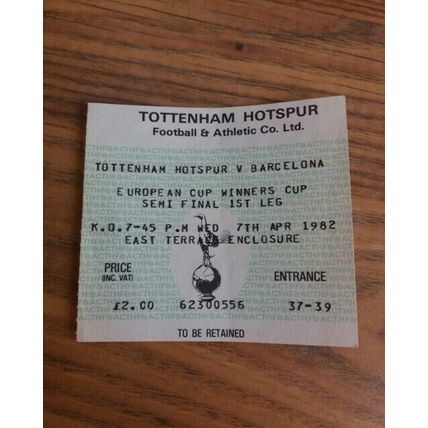 TOTTENHAM HOTSPUR
Football & Athletic Co. Ltd.
TOTTENHAM HOTSPUR V BARCELONA
EUROPEAN CUP WINNERS CUP
SEMI FINAL 1ST LEG
K.O.7-45 P.M WED 7TH APR 1982
EAST TERRACE ENCLOSURE
PRICE ENTRANCE
(INC. VAT)
£2.00 62300556 37-39
TO BE RETAINED